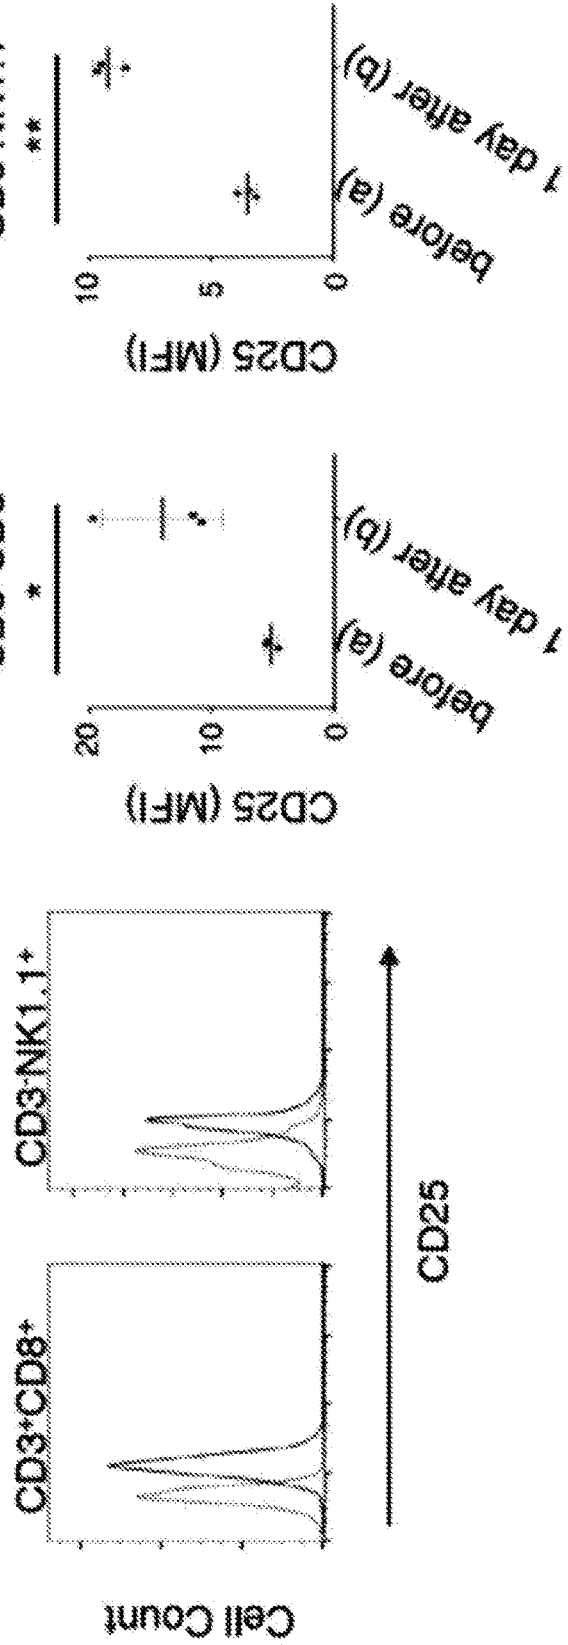 Cell Count
CD3⁺CD8⁺
CD3⁻NK1.1⁺
CD25
CD25 (MFI)
20
10
0
*
before (a)
1 day after (b)
CD25 (MFI)
10
5
0
**
before (a)
1 day after (b)